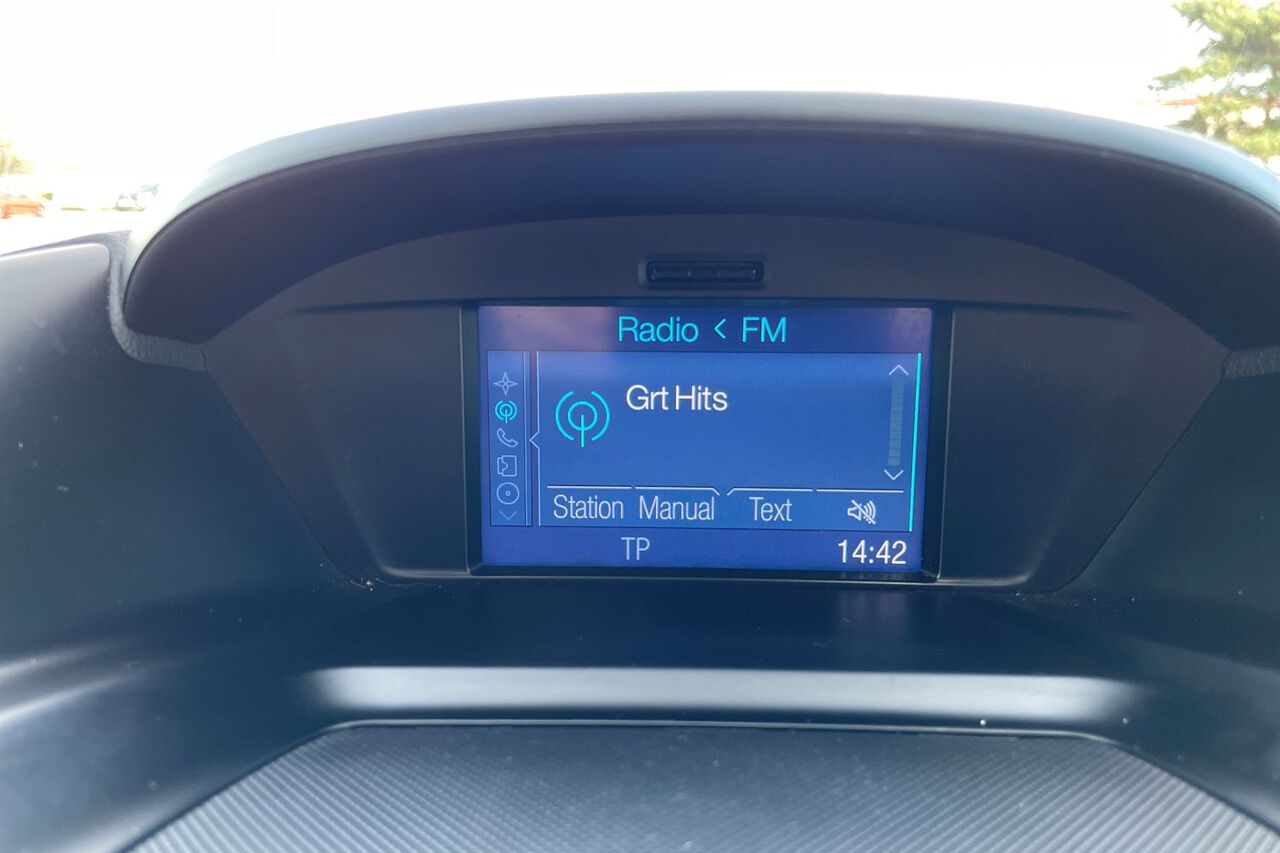 Radio < FM
Grt Hits
Station Manual Text
TP 14:42